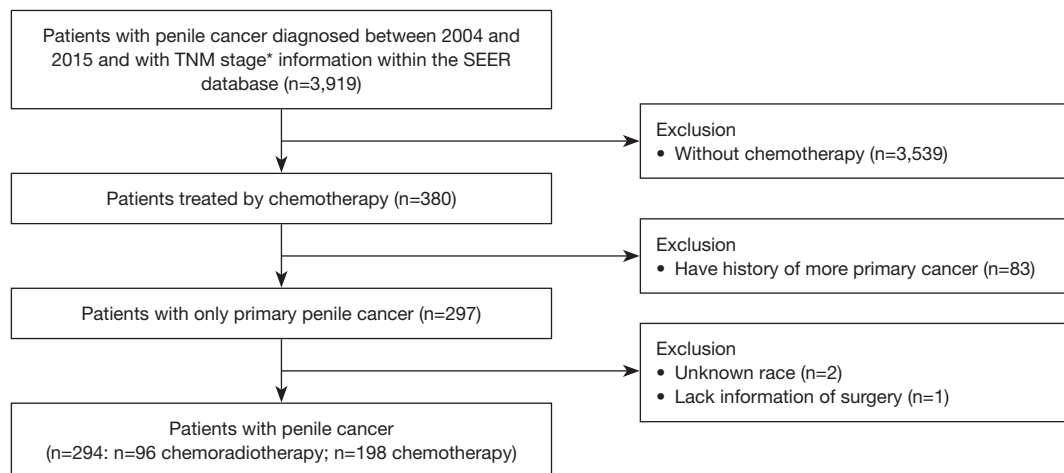 Patients with penile cancer diagnosed between 2004 and
2015 and with TNM stage* information within the SEER
database (n=3,919)
Exclusion
• Without chemotherapy (n=3,539)
Patients treated by chemotherapy (n=380)
Exclusion
• Have history of more primary cancer (n=83)
Patients with only primary penile cancer (n=297)
Exclusion
• Unknown race (n=2)
• Lack information of surgery (n=1)
Patients with penile cancer
(n=294: n=96 chemoradiotherapy; n=198 chemotherapy)